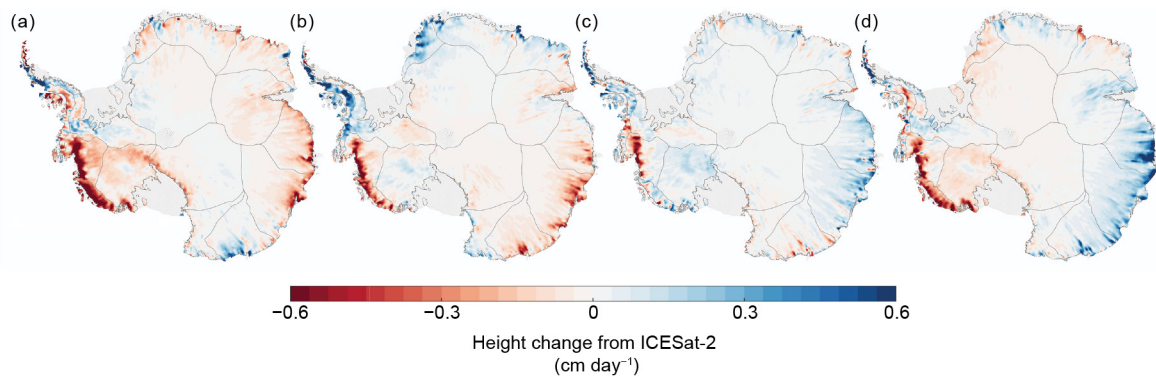 (a) (b) (c) (d)
−0.6 −0.3 0 0.3 0.6
Height change from ICESat-2
(cm day⁻¹)